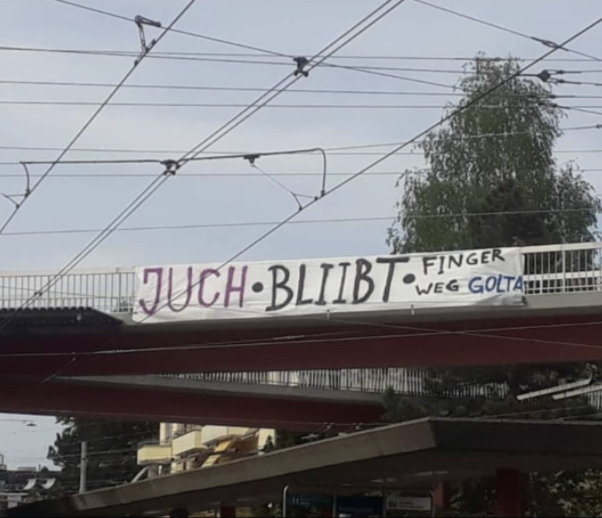 JUCH • BLIIBT •
FINGER
WEG GOLTA